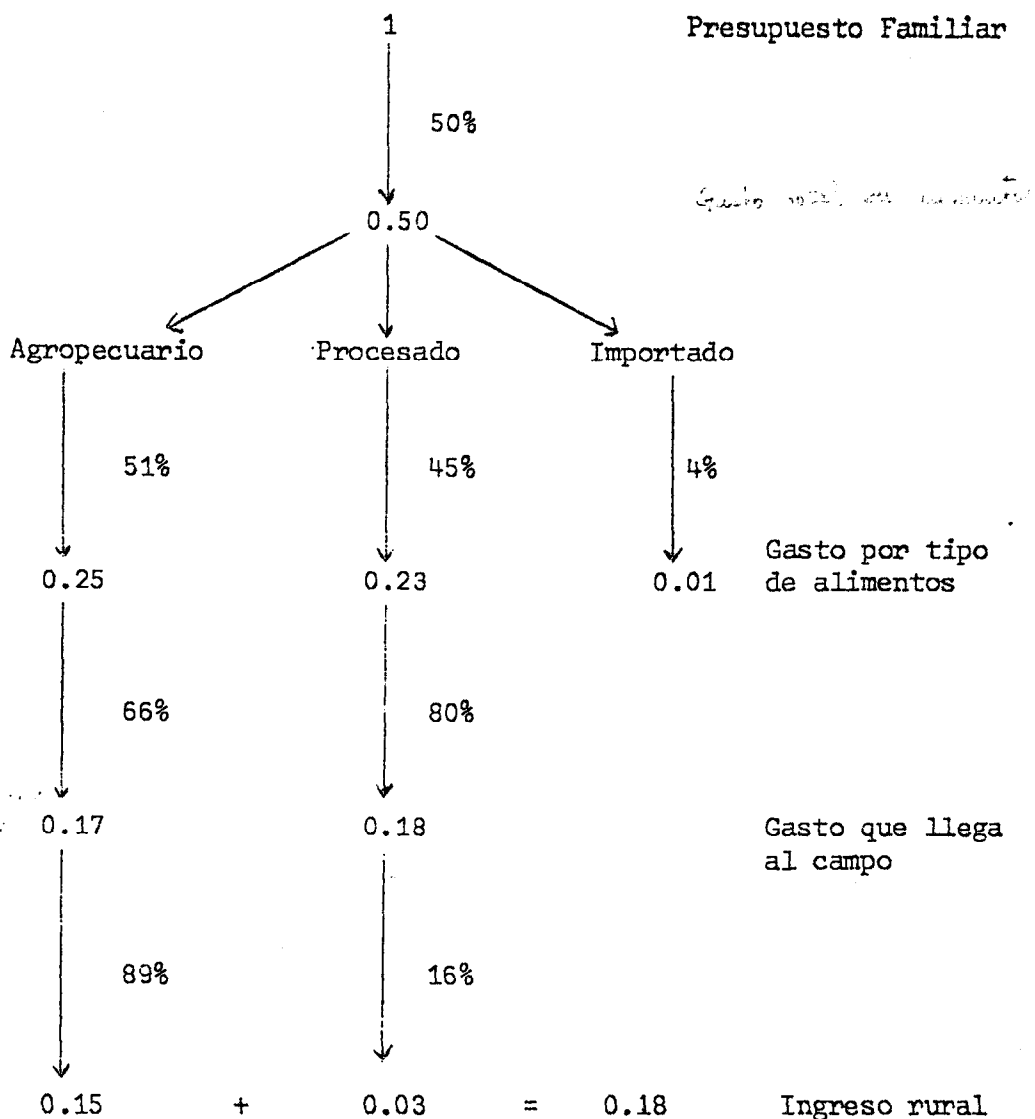 1 Presupuesto Familiar
50%
0.50
Agropecuario Procesado Importado
51% 45% 4%
0.25 0.23 0.01 Gasto por tipo
de alimentos
66% 80%
0.17 0.18 Gasto que llega
al campo
89% 16%
0.15 + 0.03 = 0.18 Ingreso rural